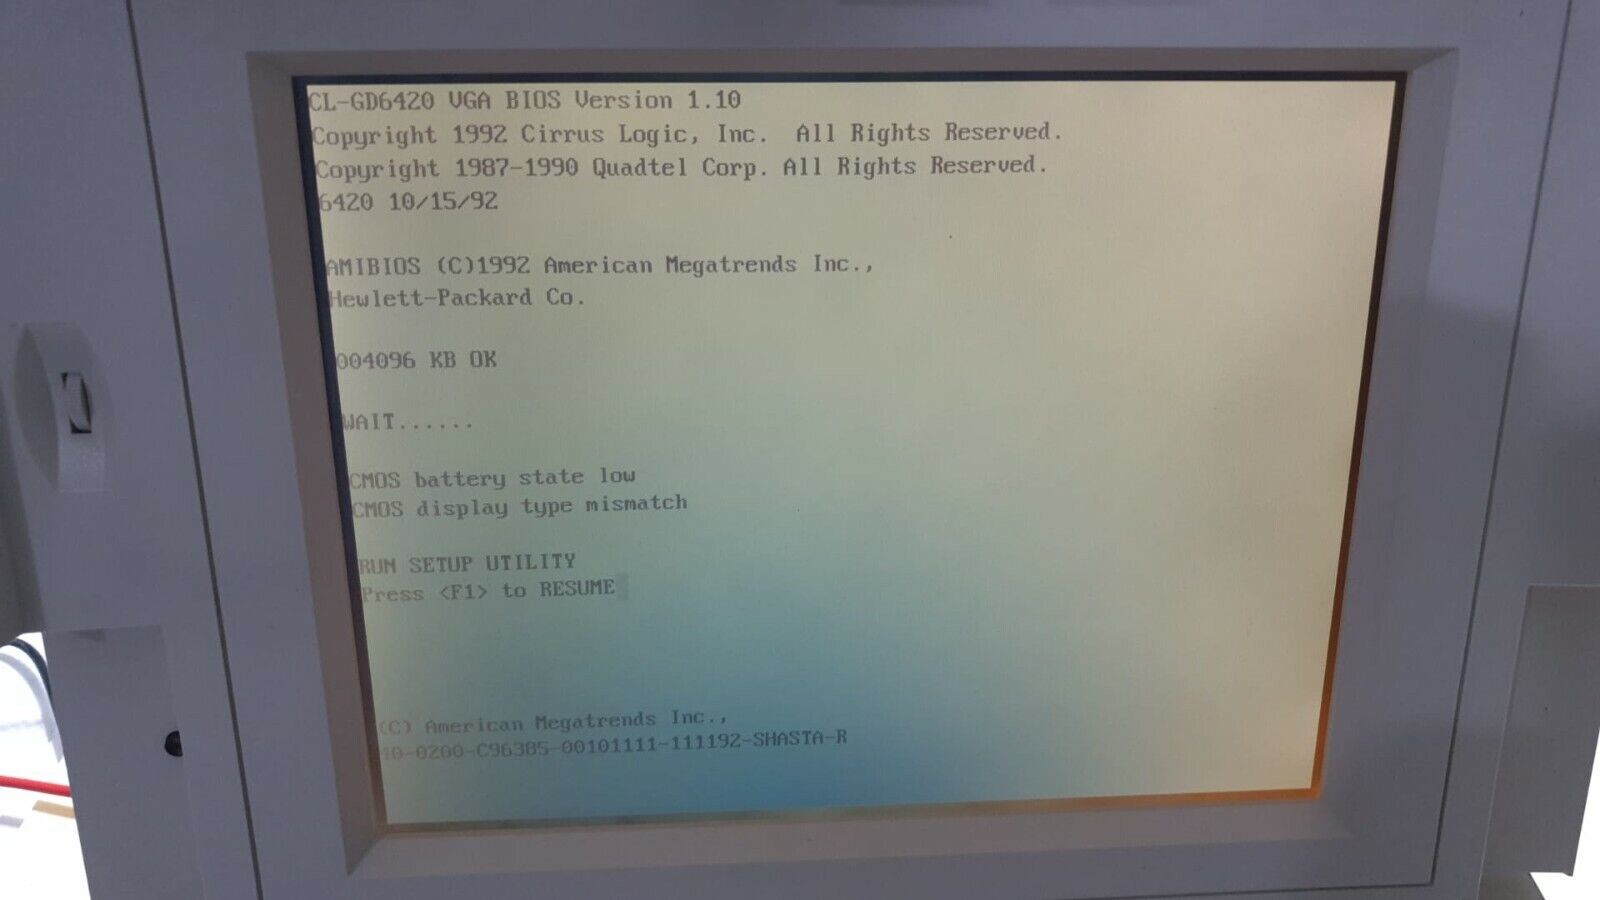 CL-GD6420 VGA BIOS Version 1.10
Copyright 1992 Cirrus Logic, Inc.  All Rights Reserved.
Copyright 1987-1990 Quadtel Corp. All Rights Reserved.
6420 10/15/92
AMIBIOS (C)1992 American Megatrends Inc.,
Hewlett-Packard Co.
004096 KB OK
WAIT......
CMOS battery state low
CMOS display type mismatch
RUN SETUP UTILITY
Press <F1> to RESUME
(C) American Megatrends Inc.,
40-0200-C96385-00101111-111192-SHASTA-R